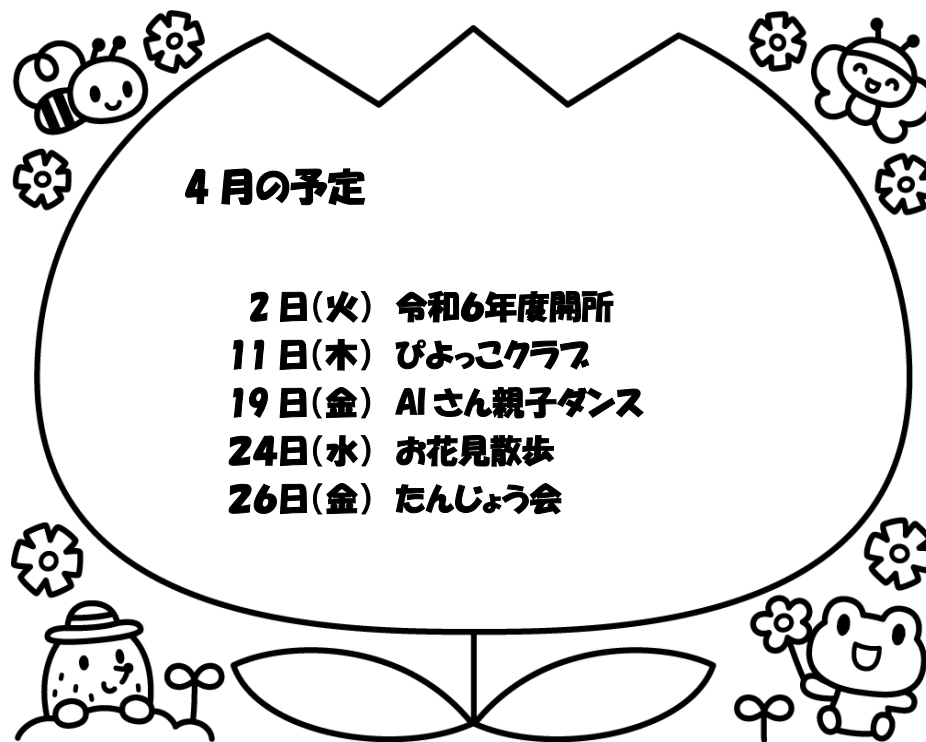 4月の予定
2日(火) 令和6年度開所
11日(木) ぴよっこクラブ
19日(金) AIさん親子ダンス
24日(水) お花見散歩
26日(金) たんじょう会